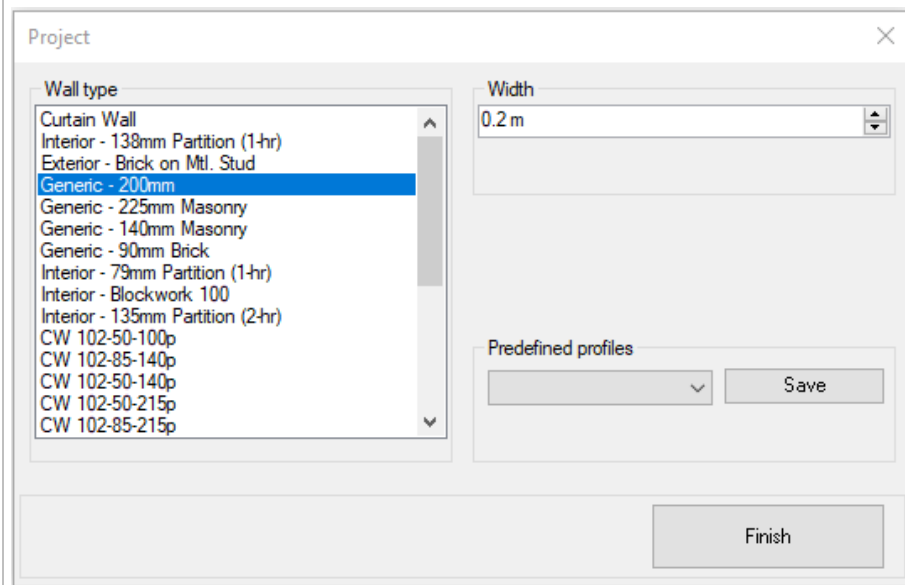 Project
Wall type
Curtain Wall
Interior - 138mm Partition (1-hr)
Exterior - Brick on Mtl. Stud
Generic - 200mm
Generic - 225mm Masonry
Generic - 140mm Masonry
Generic - 90mm Brick
Interior - 79mm Partition (1-hr)
Interior - Blockwork 100
Interior - 135mm Partition (2-hr)
CW 102-50-100p
CW 102-85-140p
CW 102-50-140p
CW 102-50-215p
CW 102-85-215p
Width
0.2 m
Predefined profiles
Save
Finish